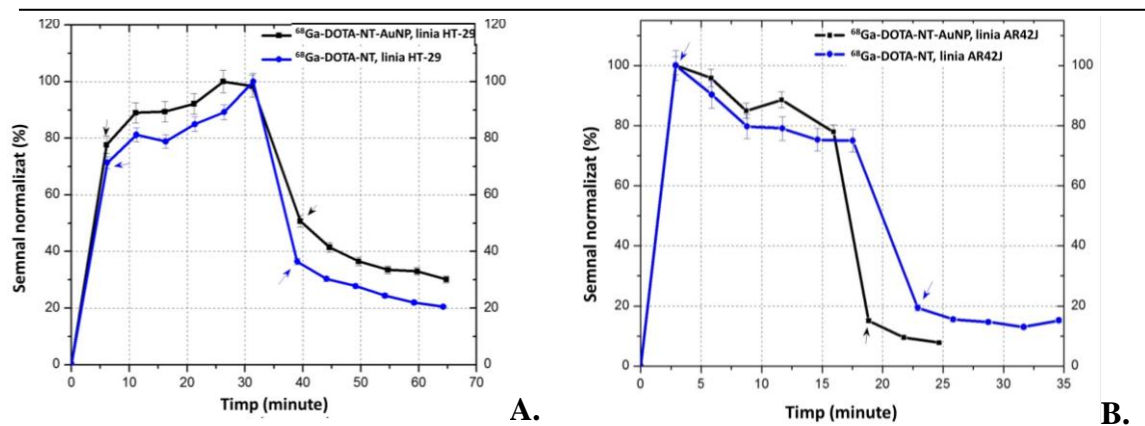 ⁶⁸Ga-DOTA-NT-AuNP, linia HT-29
⁶⁸Ga-DOTA-NT, linia HT-29
Semnal normalizat (%)
120
100
80
60
40
20
0
120
100
80
60
40
20
0
0 10 20 30 40 50 60 70
Timp (minute)
A.
⁶⁸Ga-DOTA-NT-AuNP, linia AR42J
⁶⁸Ga-DOTA-NT, linia AR42J
Semnal normalizat (%)
100
80
60
40
20
0
100
80
60
40
20
0
0 5 10 15 20 25 30 35
Timp (minute)
B.